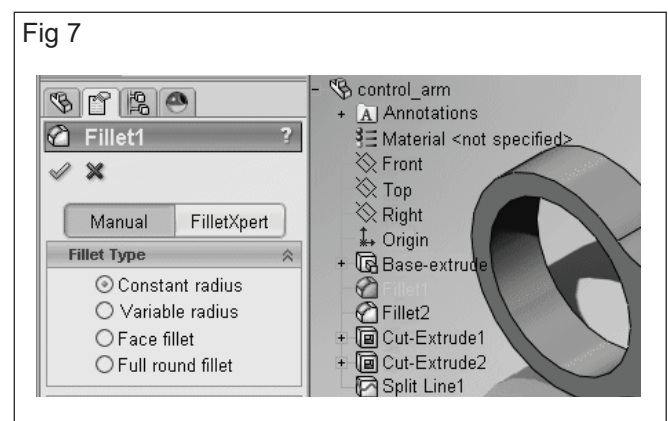 Fig 7
Fillet1 ?
Manual FilletXpert
Fillet Type
Constant radius
Variable radius
Face fillet
Full round fillet
control_arm
A Annotations
Material <not specified>
Front
Top
Right
Origin
Base-extrude
Fillet1
Fillet2
Cut-Extrude1
Cut-Extrude2
Split Line1